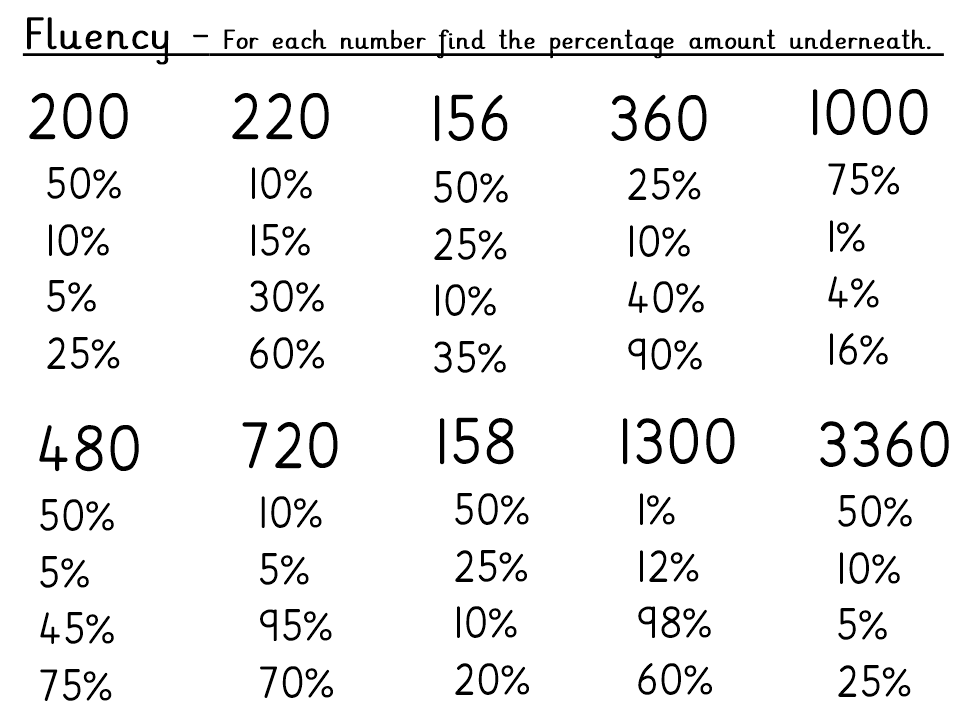 Fluency - For each number find the percentage amount underneath.
200 220 156 360 1000
50% 10% 50% 25% 75%
10% 15% 25% 10% 1%
5% 30% 10% 40% 4%
25% 60% 35% 90% 16%
480 720 158 1300 3360
50% 10% 50% 1% 50%
5% 5% 25% 12% 10%
45% 95% 10% 98% 5%
75% 70% 20% 60% 25%